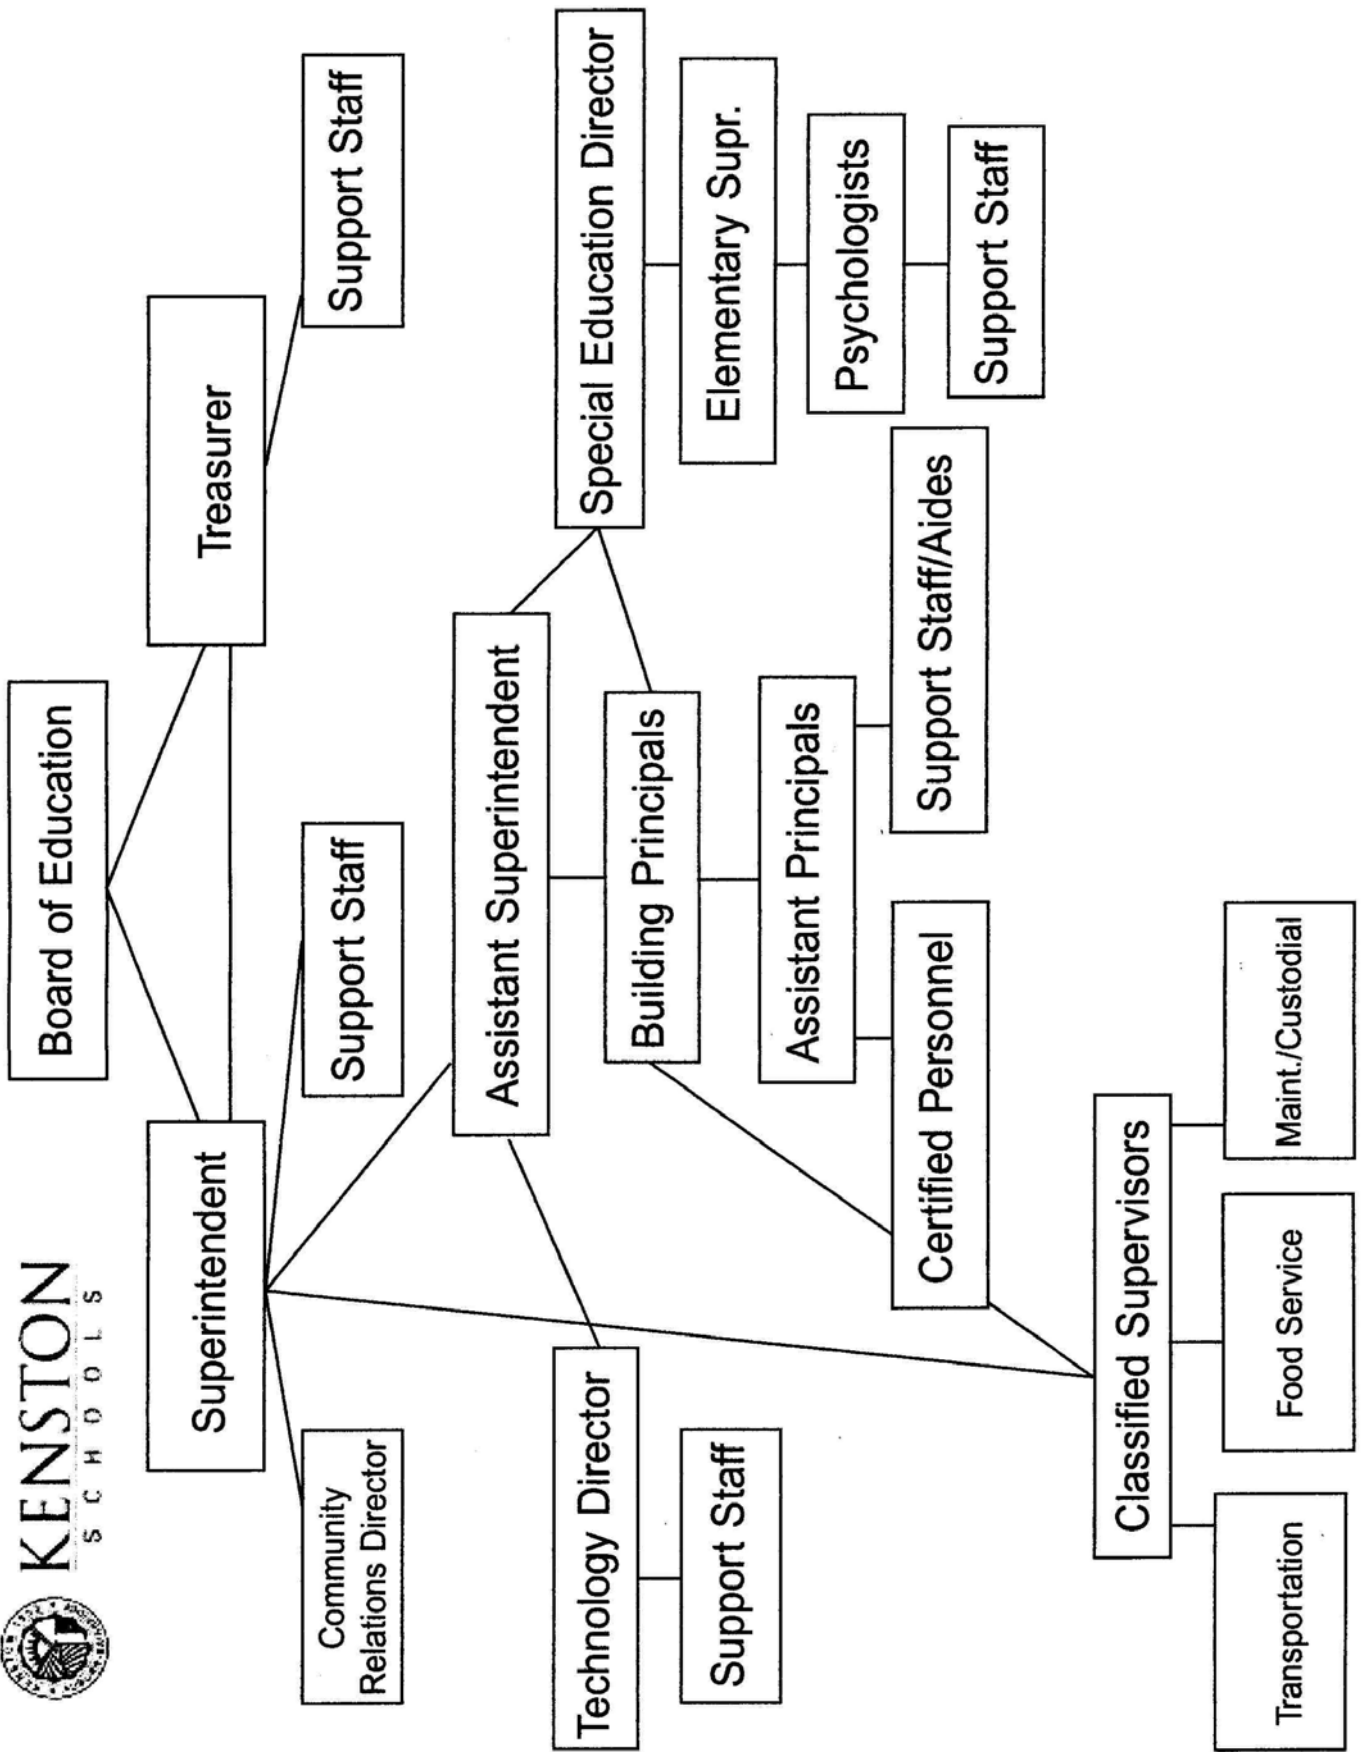 KENSTON
SCHOOLS
Board of Education
Superintendent
Treasurer
Community
Relations Director
Support Staff
Support Staff
Assistant Superintendent
Technology Director
Building Principals
Special Education Director
Support Staff
Assistant Principals
Elementary Supr.
Certified Personnel
Support Staff/Aides
Psychologists
Support Staff
Classified Supervisors
Transportation
Food Service
Maint./Custodial